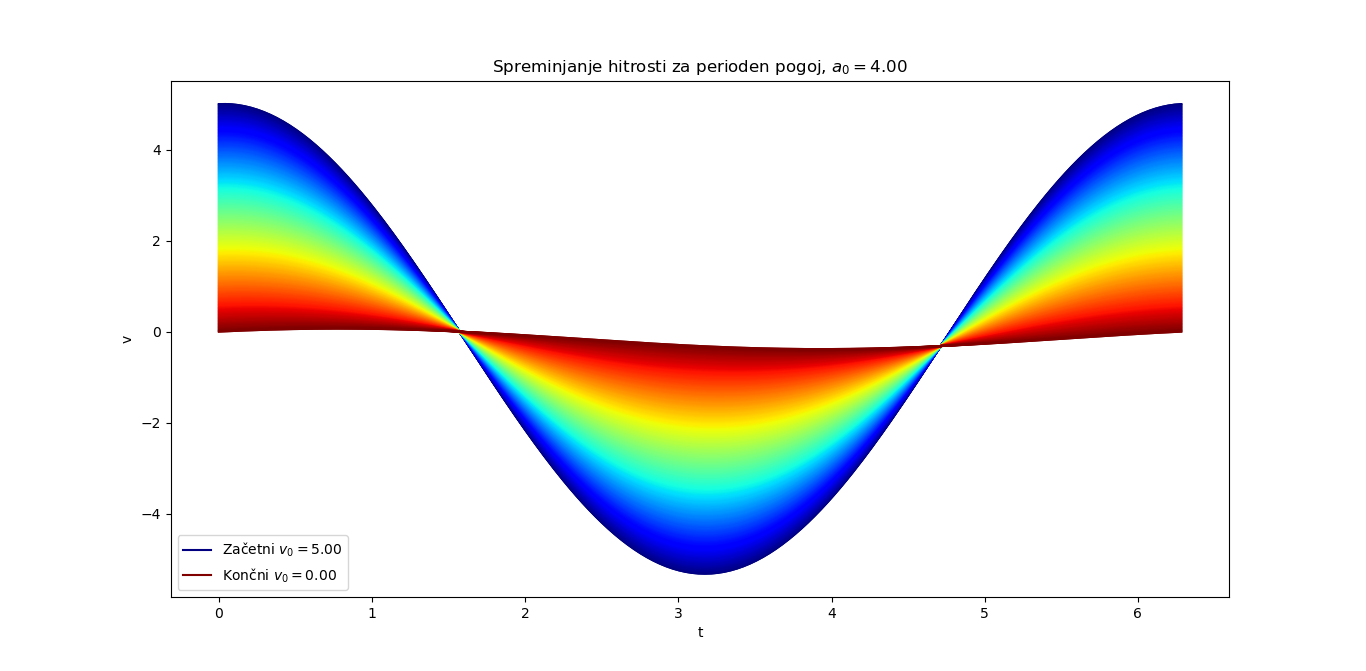 Spreminjanje hitrosti za perioden pogoj, $a_0 = 4.00$
v
4
2
0
−2
−4
Začetni $v_0 = 5.00$
Končni $v_0 = 0.00$
0 1 2 3 4 5 6
t